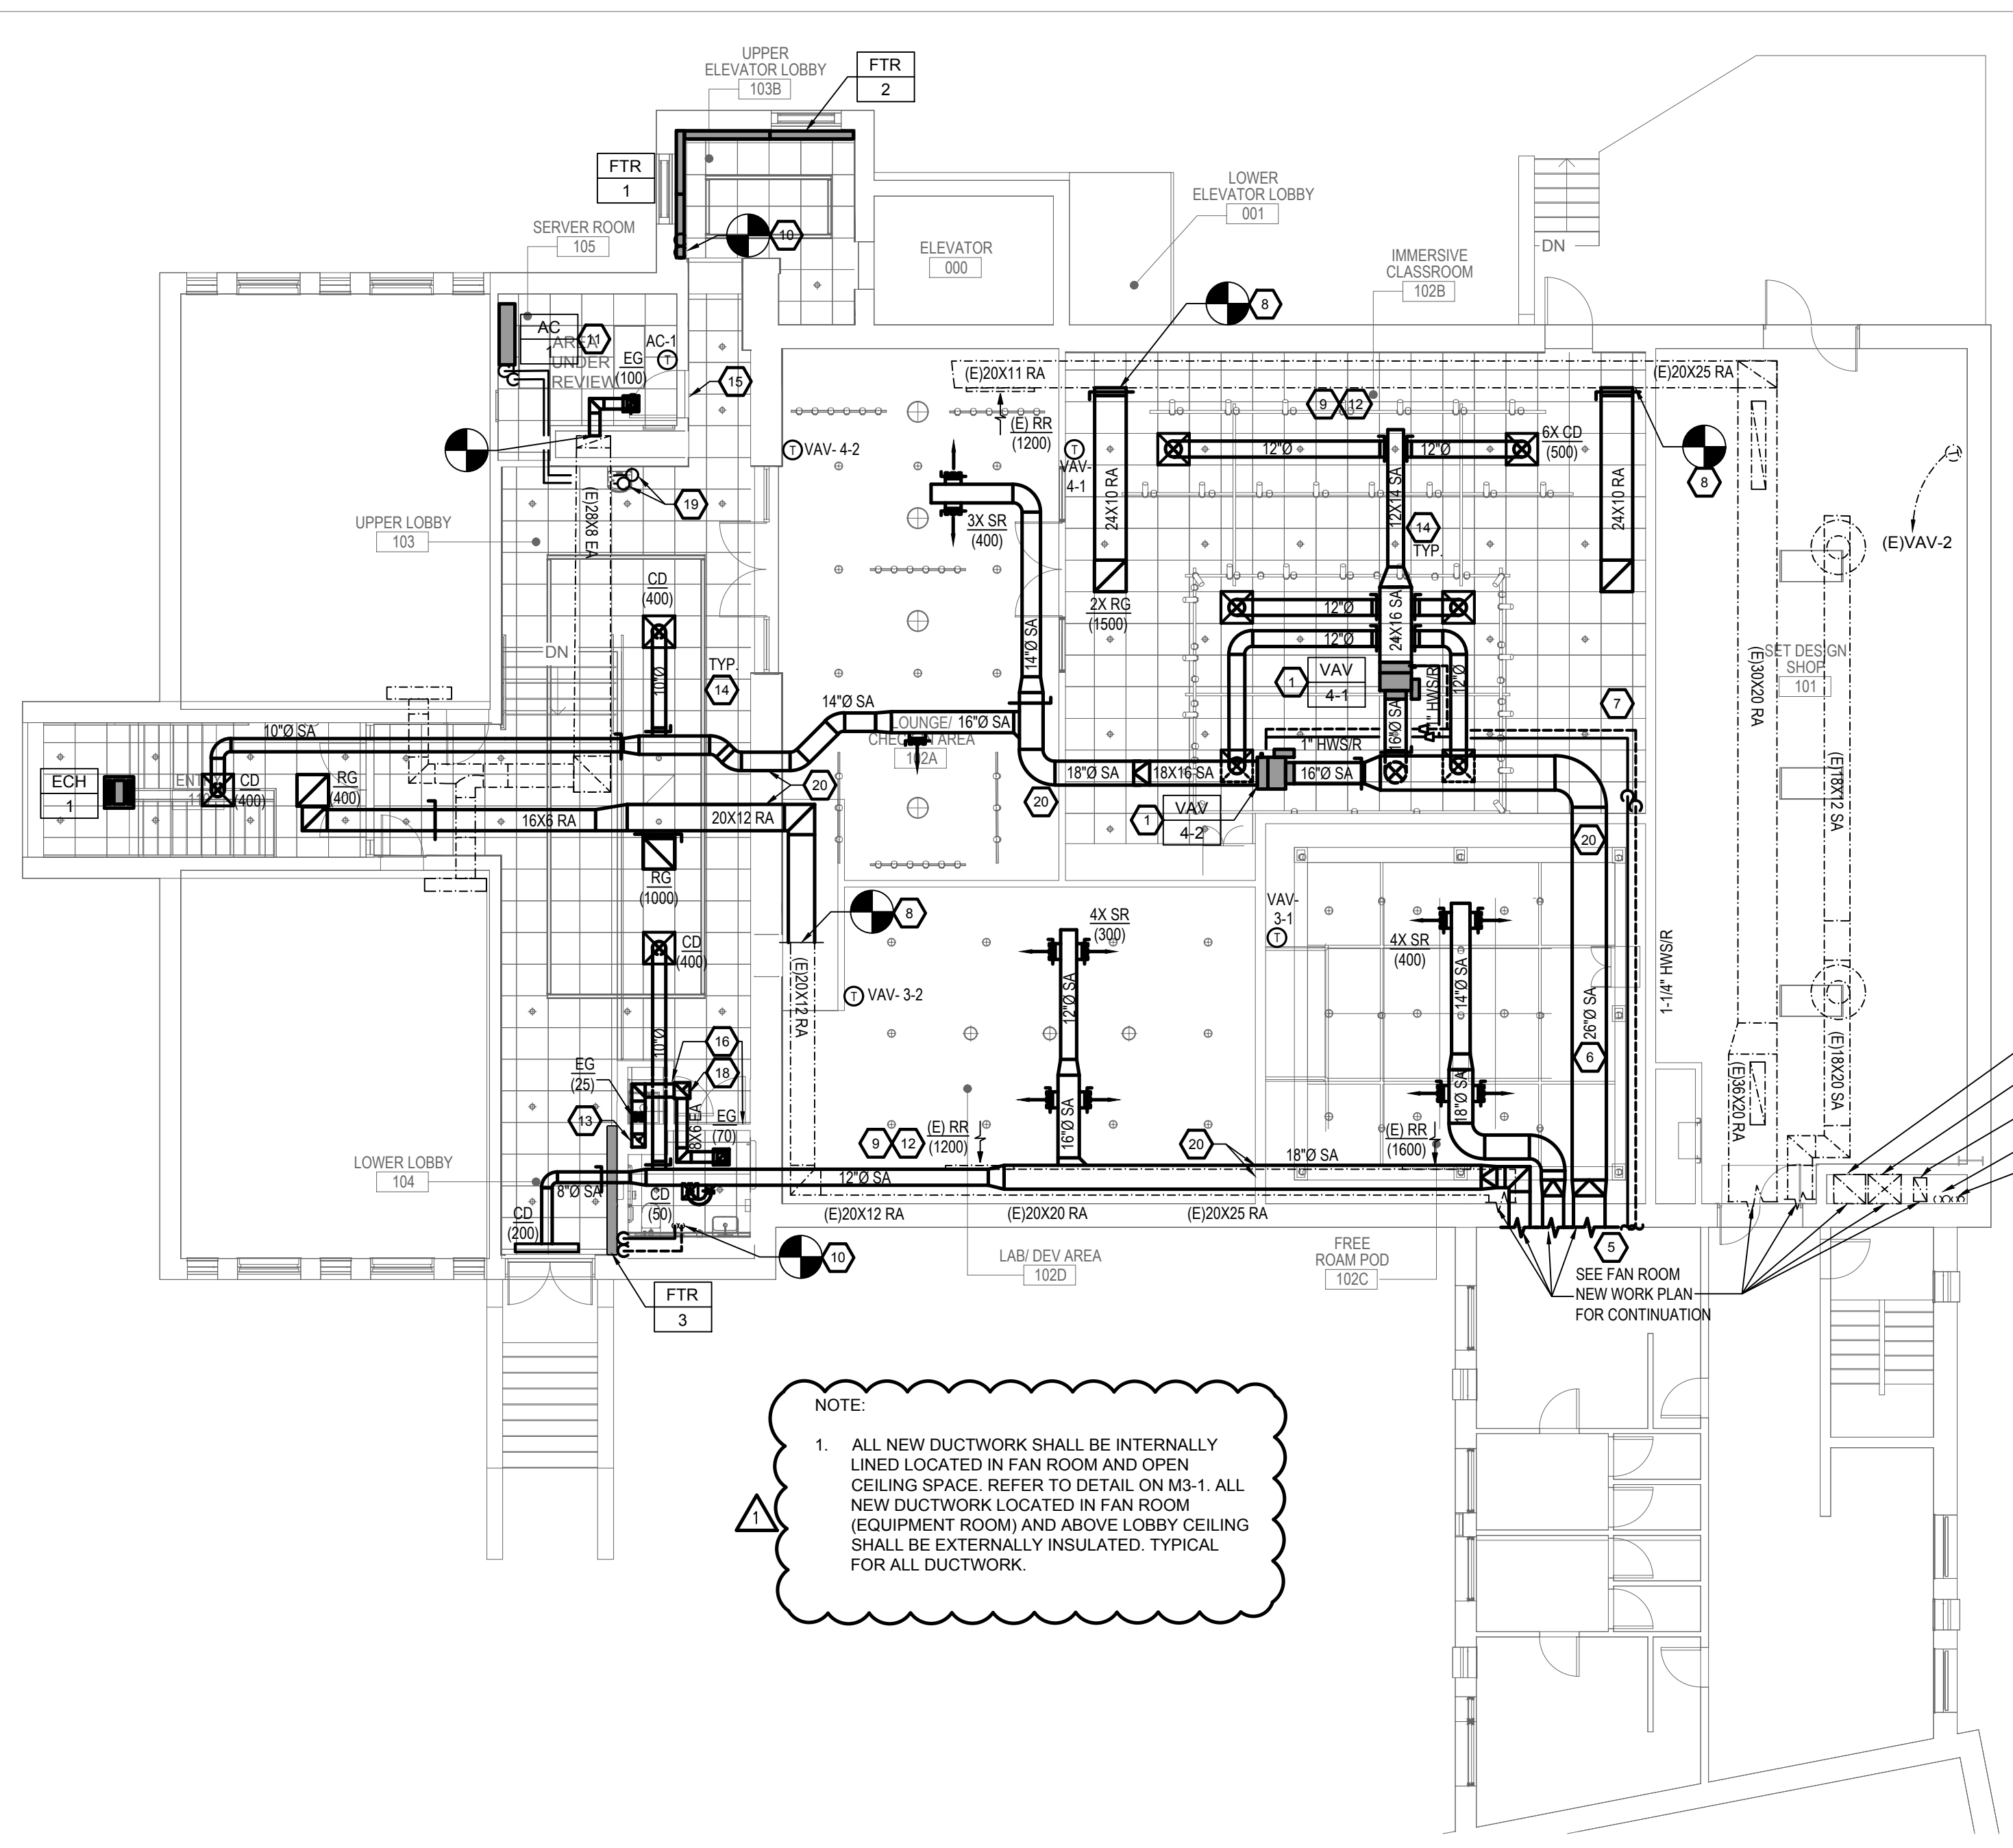 UPPER
ELEVATOR LOBBY
103B
FTR
2
FTR
1
LOWER
ELEVATOR LOBBY
001
SERVER ROOM
105
10
ELEVATOR
000
DN
IMMERSIVE
CLASSROOM
102B
8
AC
1
11
AREA
UNDER
REVIEW
EG
(100)
AC-1
T
15
(E)20X11 RA
(E)20X25 RA
(E) RR
(1200)
9
12
6X CD
(500)
T VAV- 4-2
T
VAV-
4-1
12"Ø
12"Ø
8
T
(E)VAV-2
24X10 RA
12X14 SA
24X10 RA
19
(E)28X8 EA
3X SR
(400)
14
TYP.
UPPER LOBBY
103
CD
(400)
2X RG
(1500)
12"Ø
12"Ø
24X16 SA
DN
10"Ø
TYP.
14
14"Ø SA
1
VAV
4-1
1" HWS/R
12"Ø
(E)30X20 RA
SET DESIGN
SHOP
101
7
14"Ø SA
LOUNGE/
16"Ø SA
CHECK IN AREA
102A
16"Ø SA
10"Ø SA
1" HWS/R
ECH
1
CD
(400)
RG
(400)
20
18"Ø SA
18X16 SA
16"Ø SA
(E)18X12 SA
20
16X6 RA
20X12 RA
1
VAV
4-2
20
RG
(1000)
8
4X SR
(300)
VAV-
3-1
T
4X SR
(400)
CD
(400)
(E)20X12 RA
T VAV- 3-2
12"Ø SA
14"Ø SA
26"Ø SA
1-1/4" HWS/R
10"Ø
16
18
6
(E)18X20 SA
EG
(25)
13
8X6 EA
EG
(70)
9
12
(E) RR
(1200)
16"Ø SA
20
18"Ø SA
(E) RR
(1600)
18"Ø SA
(E)36X20 RA
LOWER LOBBY
104
8"Ø SA
12"Ø SA
CD
(50)
CD
(200)
(E)20X12 RA
(E)20X20 RA
(E)20X25 RA
10
LAB/ DEV AREA
102D
FREE
ROAM POD
102C
5
SEE FAN ROOM
NEW WORK PLAN
FOR CONTINUATION
FTR
3
NOTE:
1. ALL NEW DUCTWORK SHALL BE INTERNALLY
LINED LOCATED IN FAN ROOM AND OPEN
CEILING SPACE. REFER TO DETAIL ON M3-1. ALL
NEW DUCTWORK LOCATED IN FAN ROOM
(EQUIPMENT ROOM) AND ABOVE LOBBY CEILING
SHALL BE EXTERNALLY INSULATED. TYPICAL
FOR ALL DUCTWORK.
1